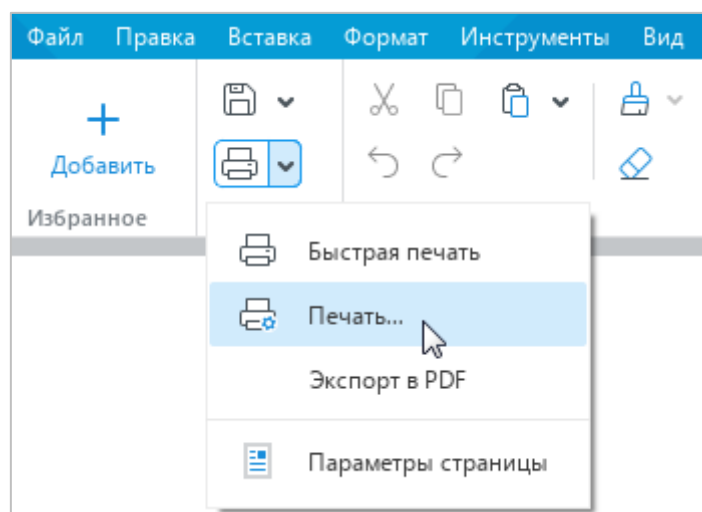 Файл Правка Вставка Формат Инструменты Вид
Добавить
Избранное
Быстрая печать
Печать...
Экспорт в PDF
Параметры страницы